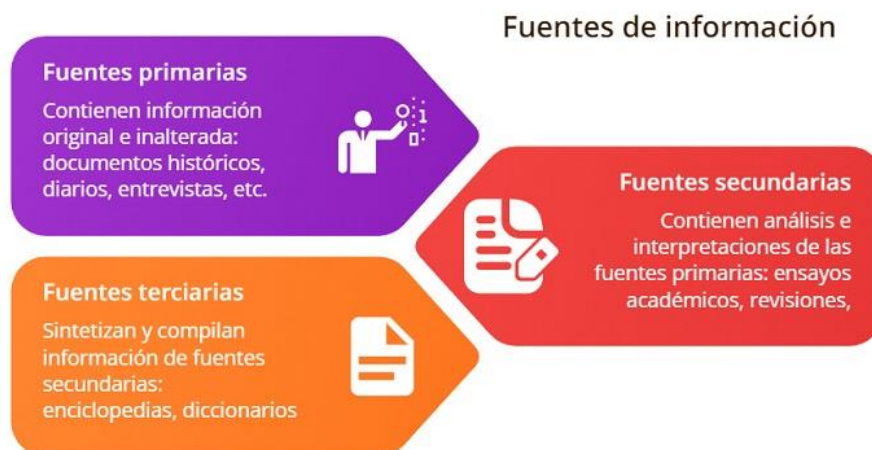 Fuentes de información
Fuentes primarias
Contienen información
original e inalterada:
documentos históricos,
diarios, entrevistas, etc.
Fuentes secundarias
Contienen análisis e
interpretaciones de las
fuentes primarias: ensayos
académicos, revisiones,
Fuentes terciarias
Sintetizan y compilan
información de fuentes
secundarias:
enciclopedias, diccionarios